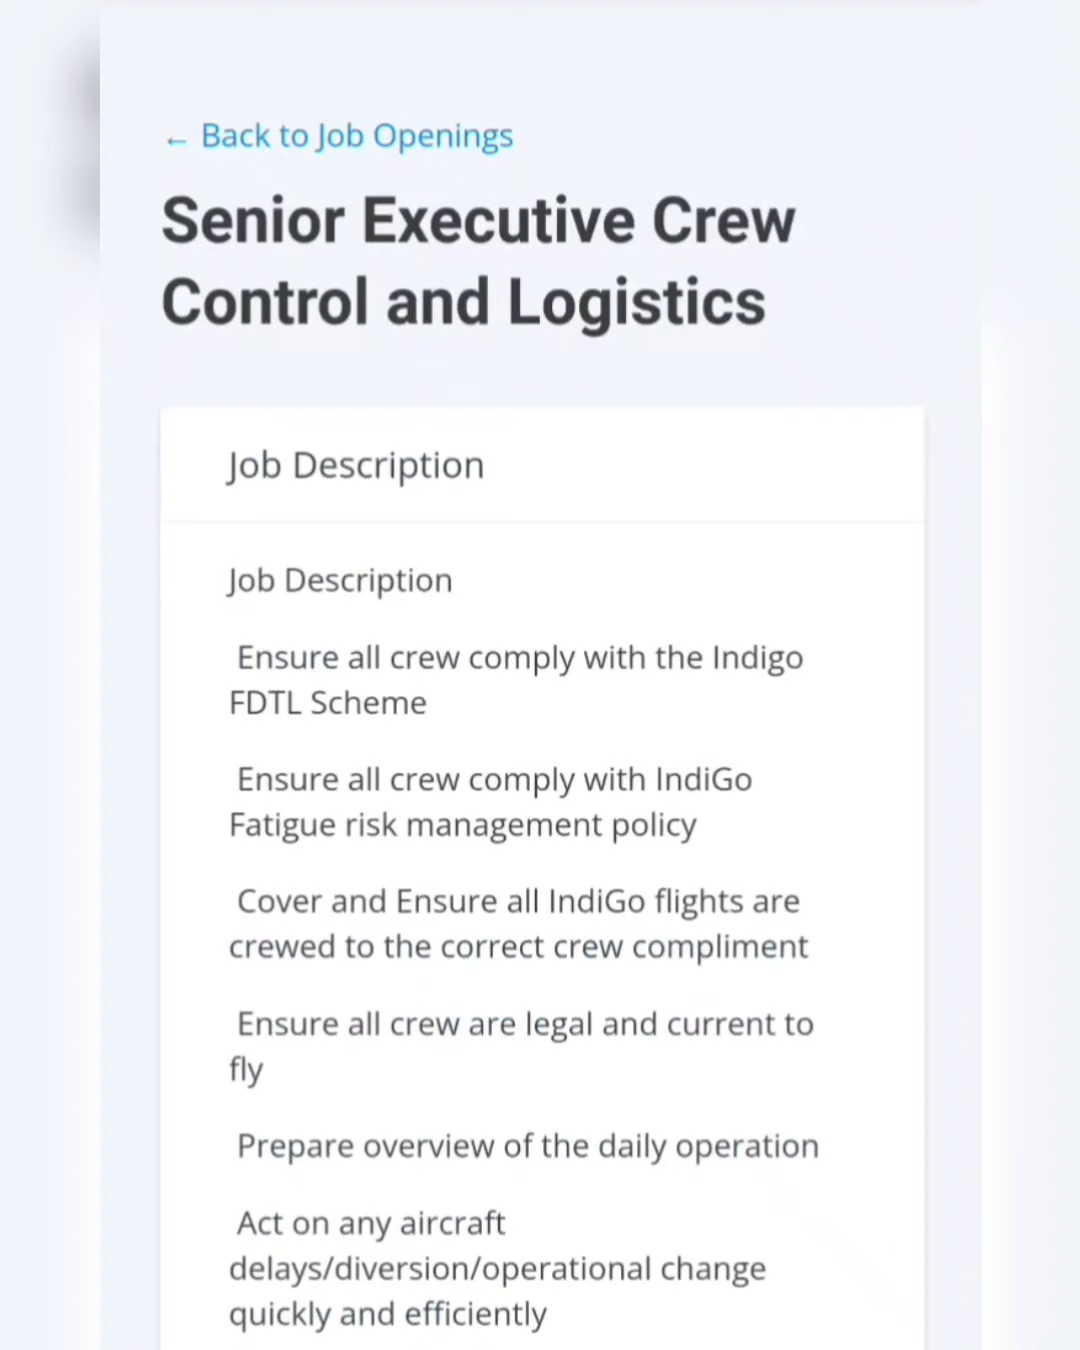 ← Back to Job Openings
Senior Executive Crew
Control and Logistics
Job Description
Job Description
Ensure all crew comply with the Indigo
FDTL Scheme
Ensure all crew comply with IndiGo
Fatigue risk management policy
Cover and Ensure all IndiGo flights are
crewed to the correct crew compliment
Ensure all crew are legal and current to
fly
Prepare overview of the daily operation
Act on any aircraft
delays/diversion/operational change
quickly and efficiently